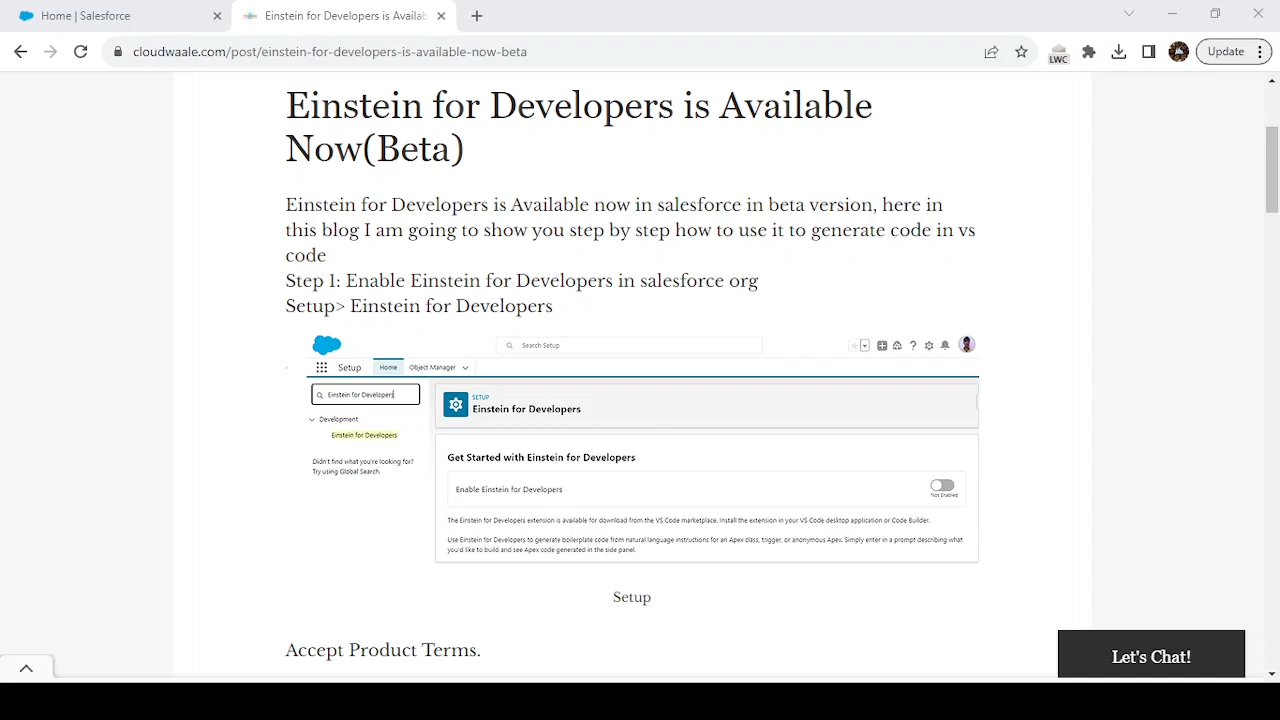 Home | Salesforce
Einstein for Developers is Availab
cloudwaale.com/post/einstein-for-developers-is-available-now-beta
LWC
Update
Einstein for Developers is Available
Now(Beta)
Einstein for Developers is Available now in salesforce in beta version, here in
this blog I am going to show you step by step how to use it to generate code in vs
code
Step 1: Enable Einstein for Developers in salesforce org
Setup> Einstein for Developers
Search Setup
Setup
Home
Object Manager
Einstein for Developers
Development
Einstein for Developers
Didn't find what you're looking for?
Try using Global Search.
SETUP
Einstein for Developers
Get Started with Einstein for Developers
Enable Einstein for Developers
Not Enabled
The Einstein for Developers extension is available for download from the VS Code marketplace. Install the extension in your VS Code desktop application or Code Builder.
Use Einstein for Developers to generate boilerplate code from natural language instructions for an Apex class, trigger, or anonymous Apex. Simply enter in a prompt describing what
you'd like to build and see Apex code generated in the side panel.
Setup
Accept Product Terms.
Let's Chat!